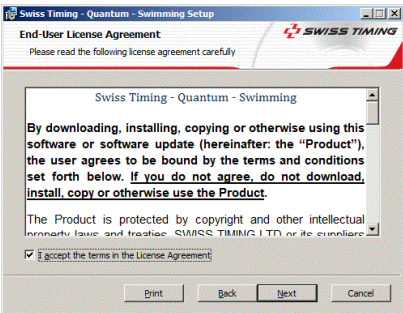 Swiss Timing - Quantum - Swimming Setup
End-User License Agreement
SWISS TIMING
Please read the following license agreement carefully
Swiss Timing - Quantum - Swimming
By downloading, installing, copying or otherwise using this
software or software update (hereinafter: the “Product”),
the user agrees to be bound by the terms and conditions
set forth below. If you do not agree, do not download,
install, copy or otherwise use the Product.
The Product is protected by copyright and other intellectual
property laws and treaties. SWISS TIMING LTD or its suppliers
I accept the terms in the License Agreement
Print Back Next Cancel